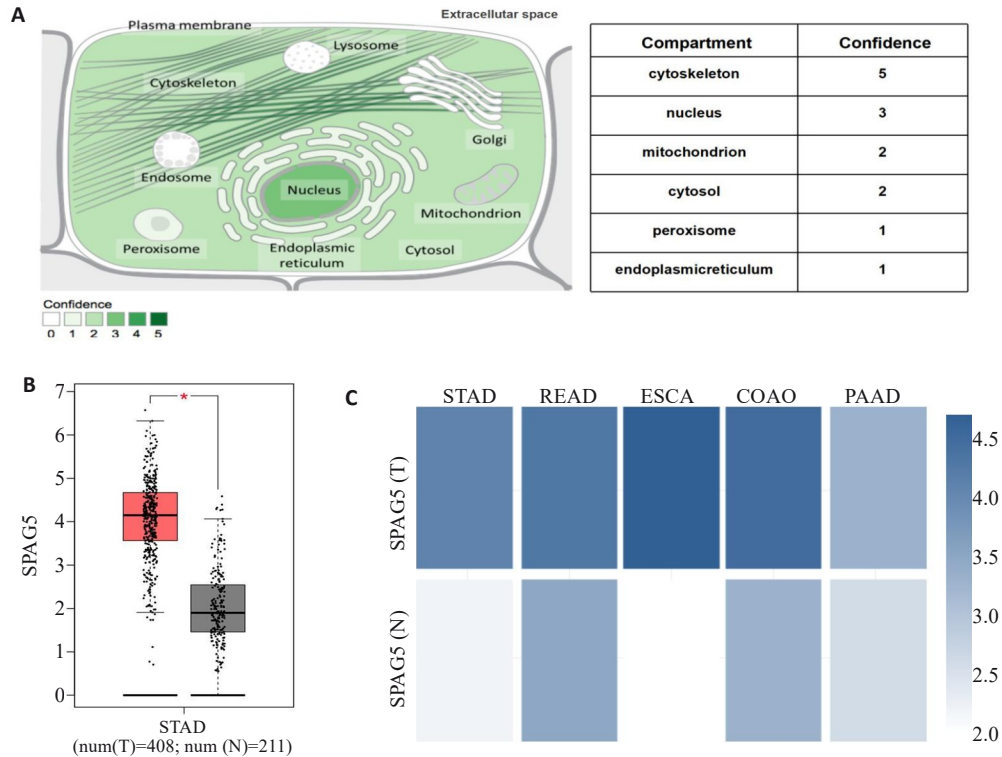 A
Extracellutar space
Plasma membrane
Lysosome
Cytoskeleton
Golgi
Endosome
Nucleus
Mitochondrion
Peroxisome
Endoplasmic
reticulum
Cytosol
Confidence
0 1 2 3 4 5
Compartment Confidence
cytoskeleton 5
nucleus 3
mitochondrion 2
cytosol 2
peroxisome 1
endoplasmicreticulum 1
B
SPAG5
7
6
5
4
3
2
1
0
*
STAD
(num(T)=408; num (N)=211)
C
STAD READ ESCA COAO PAAD
SPAG5 (T)
SPAG5 (N)
4.5
4.0
3.5
3.0
2.5
2.0